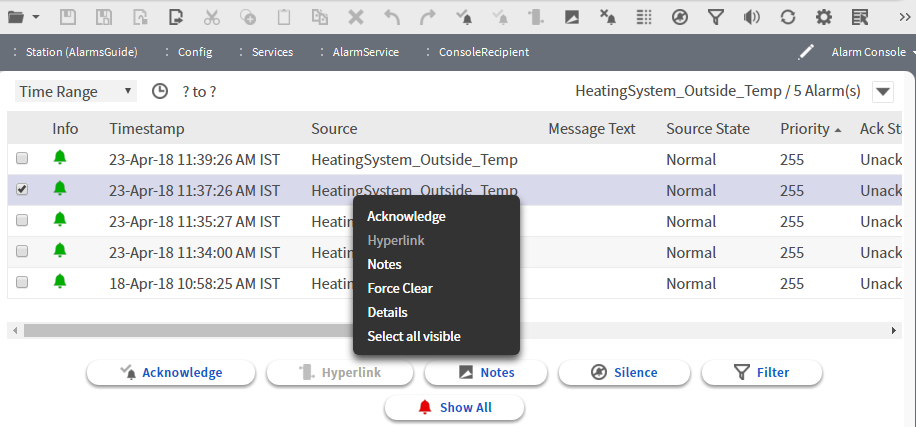 : Station (AlarmsGuide) : Config : Services : AlarmService : ConsoleRecipient Alarm Console
Time Range ? to ? HeatingSystem_Outside_Temp / 5 Alarm(s)
Info Timestamp Source Message Text Source State Priority Ack Sta
23-Apr-18 11:39:26 AM IST HeatingSystem_Outside_Temp Normal 255 Unack
23-Apr-18 11:37:26 AM IST HeatingSystem_Outside_Temp Normal 255 Unack
23-Apr-18 11:35:27 AM IST Heatin Normal 255 Unack
23-Apr-18 11:34:00 AM IST Heatin Normal 255 Unack
18-Apr-18 10:58:25 AM IST Heatin Normal 255 Unack
Acknowledge
Hyperlink
Notes
Force Clear
Details
Select all visible
Acknowledge Hyperlink Notes Silence Filter
Show All